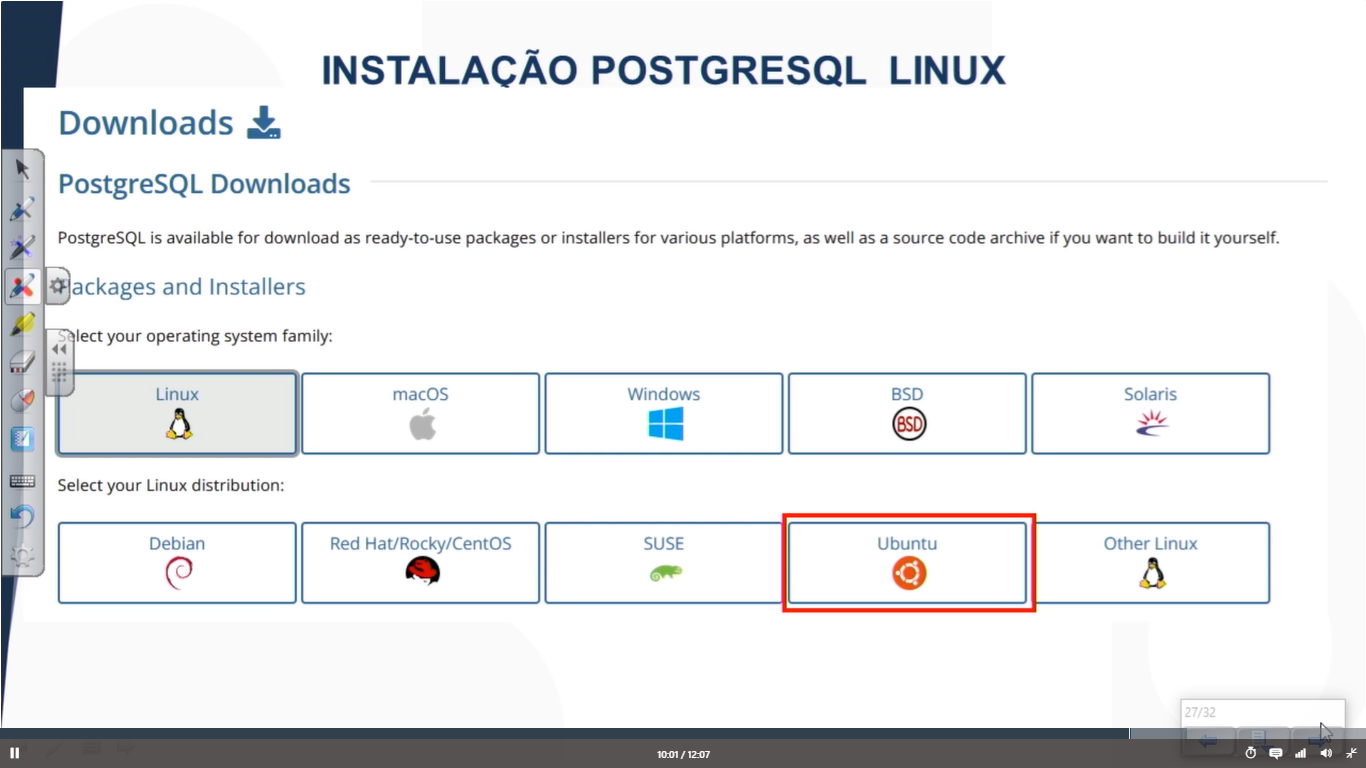 INSTALAÇÃO POSTGRESQL LINUX
Downloads
PostgreSQL Downloads
PostgreSQL is available for download as ready-to-use packages or installers for various platforms, as well as a source code archive if you want to build it yourself.
ackages and Installers
Select your operating system family:
Linux
macOS
Windows
BSD
Solaris
BSD
Select your Linux distribution:
Debian
Red Hat/Rocky/CentOS
SUSE
Ubuntu
Other Linux
27/32
10:01 / 12:07